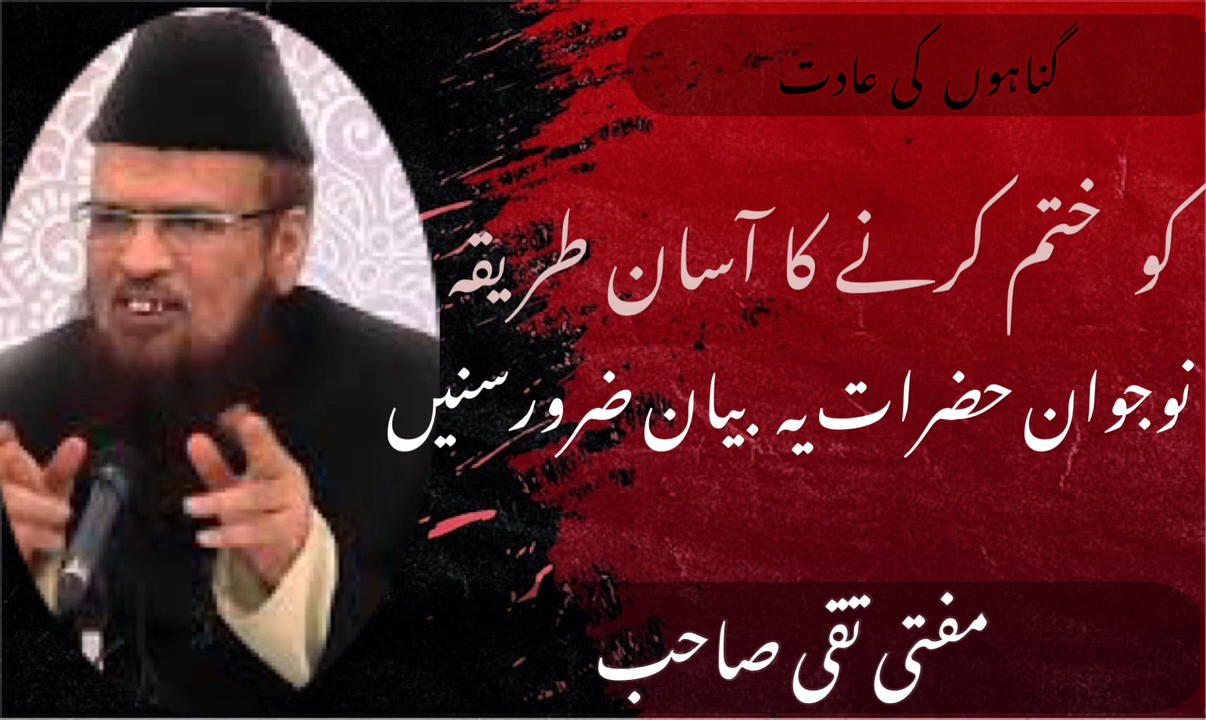 گناہوں کی عادت
کو ختم کرنے کا آسان طریقہ
نوجوان حضرات یہ بیان ضرور سنیں
مفتی تقی صاحب